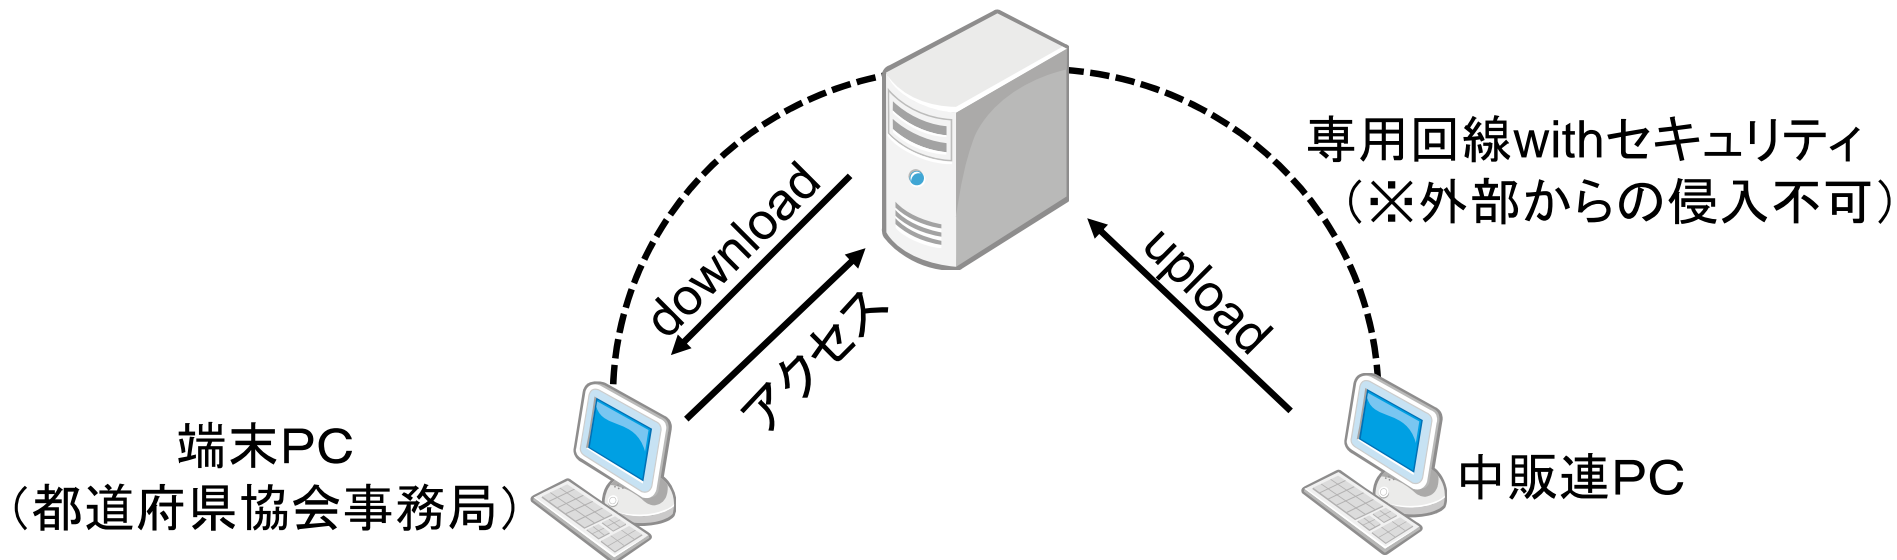 専用回線withセキュリティ
（※外部からの侵入不可）
download
アクセス
upload
端末PC
（都道府県協会事務局）
中販連PC